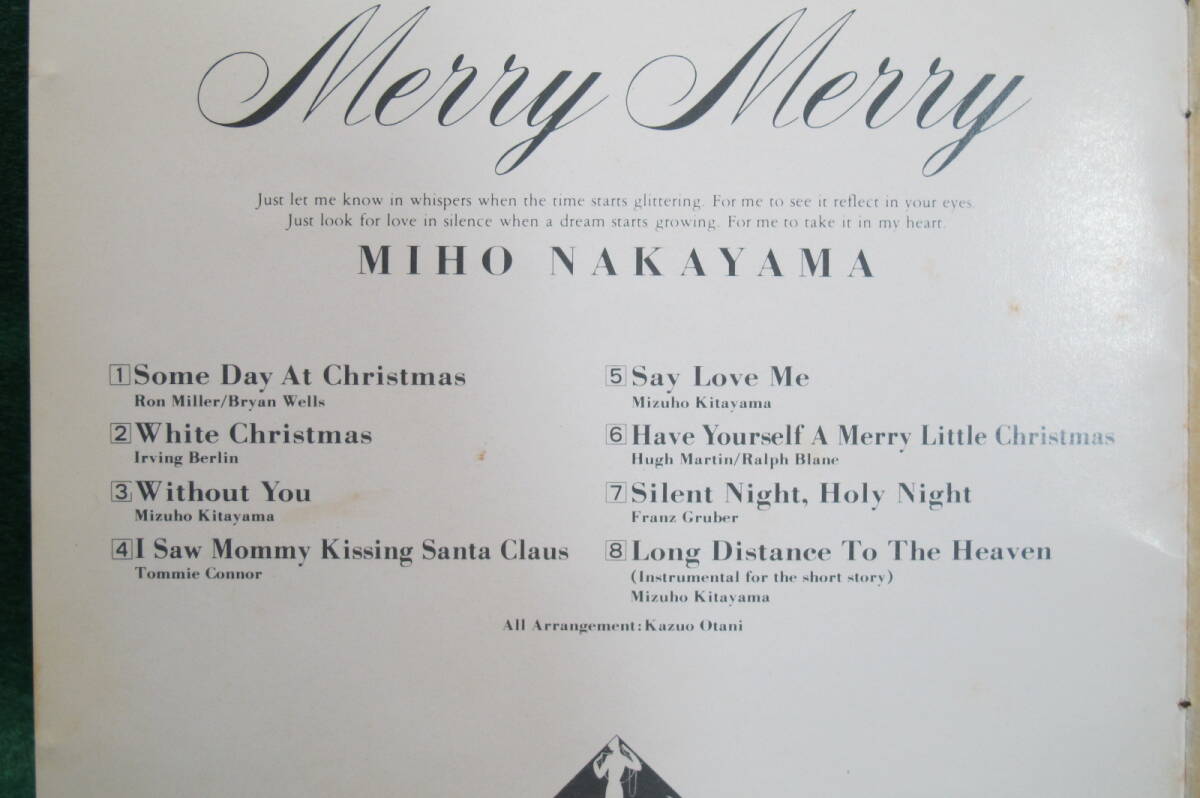 Merry Merry
Just let me know in whispers when the time starts glittering. For me to see it reflect in your eyes.
Just look for love in silence when a dream starts growing. For me to take it in my heart.
MIHO NAKAYAMA
1 Some Day At Christmas
Ron Miller/Bryan Wells
2 White Christmas
Irving Berlin
3 Without You
Mizuho Kitayama
4 I Saw Mommy Kissing Santa Claus
Tommie Connor
5 Say Love Me
Mizuho Kitayama
6 Have Yourself A Merry Little Christmas
Hugh Martin/Ralph Blane
7 Silent Night, Holy Night
Franz Gruber
8 Long Distance To The Heaven
(Instrumental for the short story)
Mizuho Kitayama
All Arrangement:Kazuo Otani